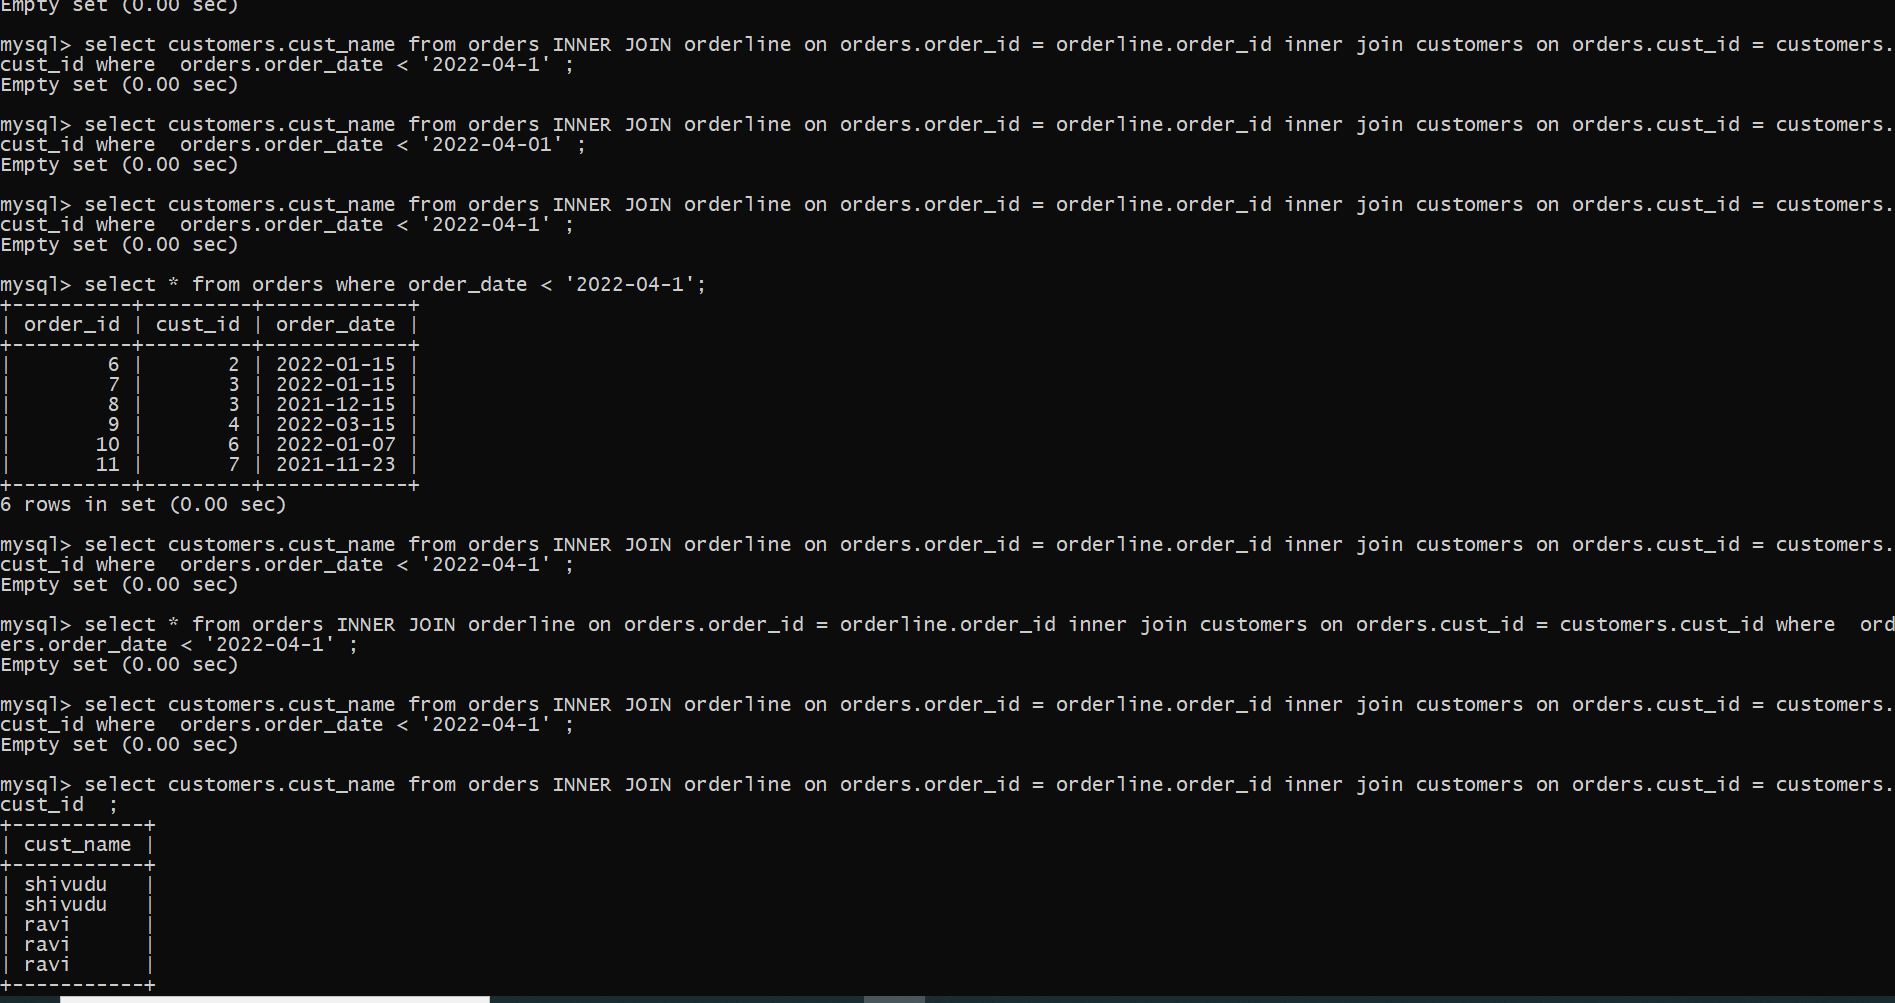 Empty set (0.00 sec)
mysql> select customers.cust_name from orders INNER JOIN orderline on orders.order_id = orderline.order_id inner join customers on orders.cust_id = customers.
cust_id where  orders.order_date < '2022-04-1' ;
Empty set (0.00 sec)
mysql> select customers.cust_name from orders INNER JOIN orderline on orders.order_id = orderline.order_id inner join customers on orders.cust_id = customers.
cust_id where  orders.order_date < '2022-04-01' ;
Empty set (0.00 sec)
mysql> select customers.cust_name from orders INNER JOIN orderline on orders.order_id = orderline.order_id inner join customers on orders.cust_id = customers.
cust_id where  orders.order_date < '2022-04-1' ;
Empty set (0.00 sec)
mysql> select * from orders where order_date < '2022-04-1';
+----------+---------+------------+
| order_id | cust_id | order_date |
+----------+---------+------------+
|        6 |       2 | 2022-01-15 |
|        7 |       3 | 2022-01-15 |
|        8 |       3 | 2021-12-15 |
|        9 |       4 | 2022-03-15 |
|       10 |       6 | 2022-01-07 |
|       11 |       7 | 2021-11-23 |
+----------+---------+------------+
6 rows in set (0.00 sec)
mysql> select customers.cust_name from orders INNER JOIN orderline on orders.order_id = orderline.order_id inner join customers on orders.cust_id = customers.
cust_id where  orders.order_date < '2022-04-1' ;
Empty set (0.00 sec)
mysql> select * from orders INNER JOIN orderline on orders.order_id = orderline.order_id inner join customers on orders.cust_id = customers.cust_id where  ord
ers.order_date < '2022-04-1' ;
Empty set (0.00 sec)
mysql> select customers.cust_name from orders INNER JOIN orderline on orders.order_id = orderline.order_id inner join customers on orders.cust_id = customers.
cust_id where  orders.order_date < '2022-04-1' ;
Empty set (0.00 sec)
mysql> select customers.cust_name from orders INNER JOIN orderline on orders.order_id = orderline.order_id inner join customers on orders.cust_id = customers.
cust_id  ;
+-----------+
| cust_name |
+-----------+
| shivudu   |
| shivudu   |
| ravi      |
| ravi      |
| ravi      |
+-----------+